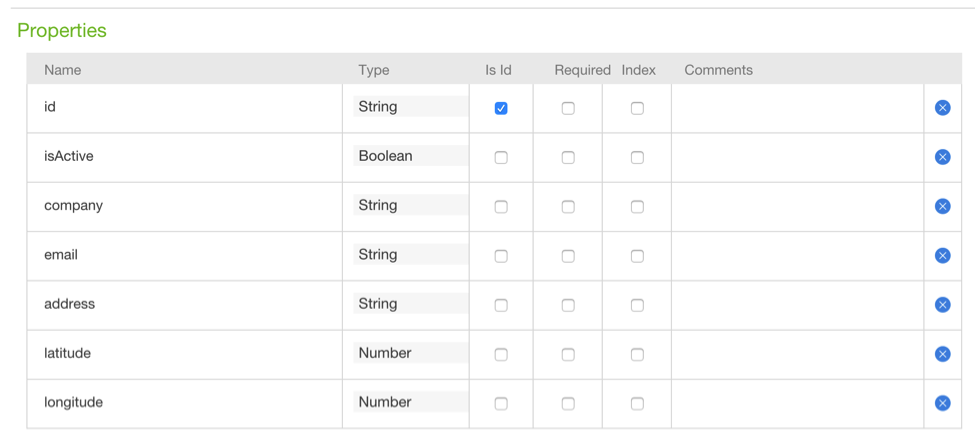 Properties
Name Type Is Id Required Index Comments
id String
isActive Boolean
company String
email String
address String
latitude Number
longitude Number